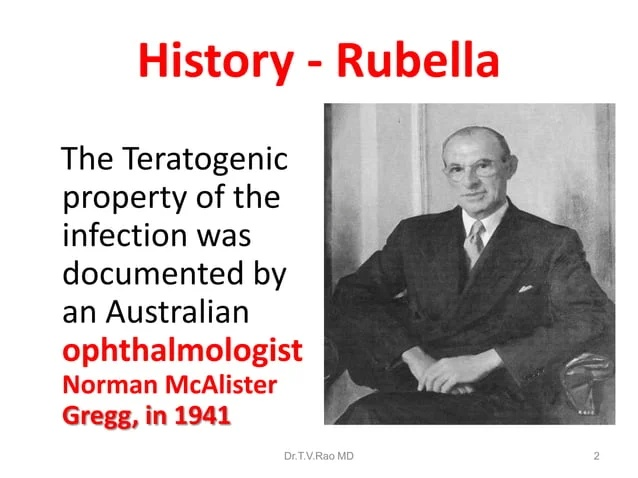 History - Rubella
The Teratogenic
property of the
infection was
documented by
an Australian
ophthalmologist
Norman McAlister
Gregg, in 1941
Dr.T.V.Rao MD
2